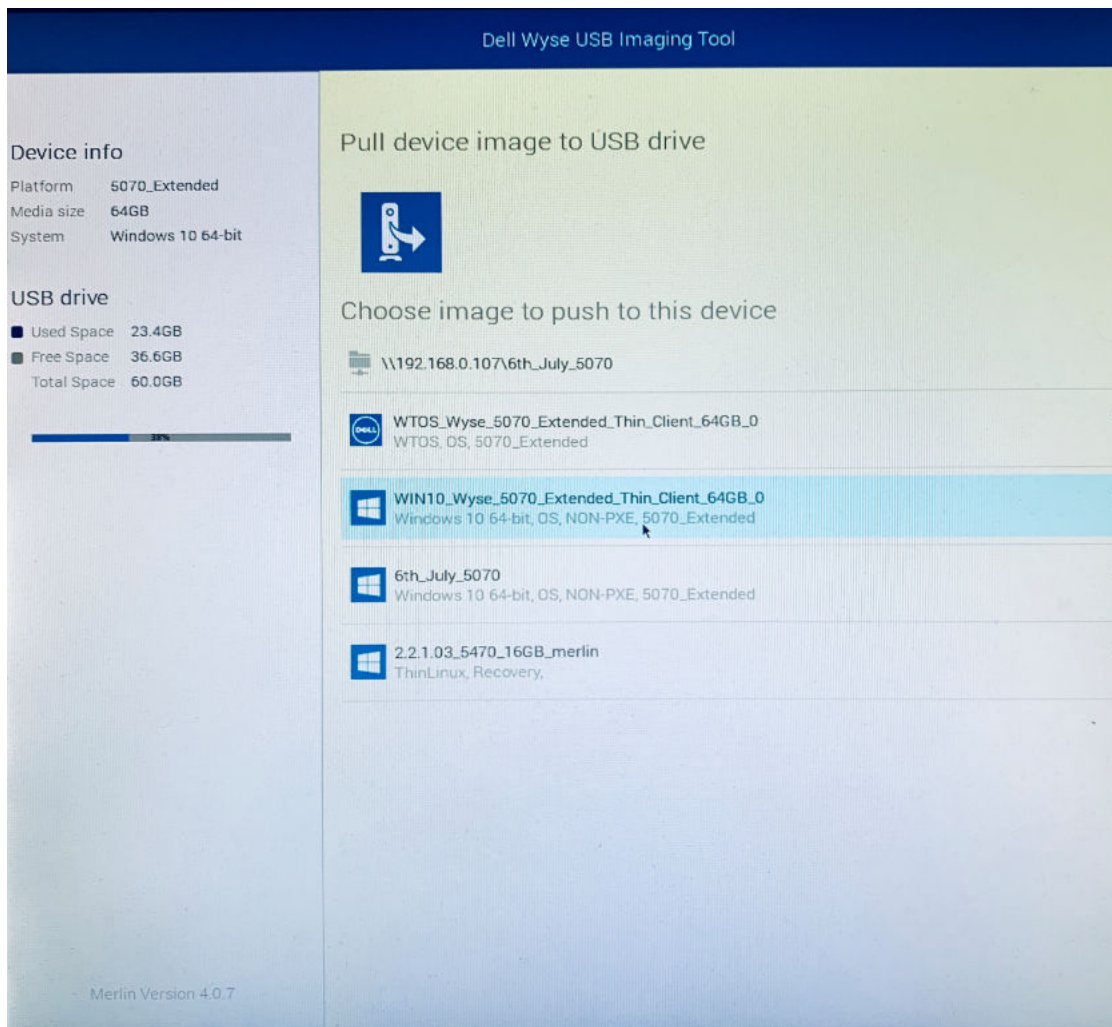 Dell Wyse USB Imaging Tool
Device info
Platform 5070_Extended
Media size 64GB
System Windows 10 64-bit
USB drive
Used Space 23.4GB
Free Space 36.6GB
Total Space 60.0GB
38%
Pull device image to USB drive
Choose image to push to this device
\\192.168.0.107\6th_July_5070
DELL
WTOS_Wyse_5070_Extended_Thin_Client_64GB_0
WTOS, OS, 5070_Extended
WIN10_Wyse_5070_Extended_Thin_Client_64GB_0
Windows 10 64-bit, OS, NON-PXE, 5070_Extended
6th_July_5070
Windows 10 64-bit, OS, NON-PXE, 5070_Extended
2.2.1.03_5470_16GB_merlin
ThinLinux, Recovery,
Merlin Version 4.0.7